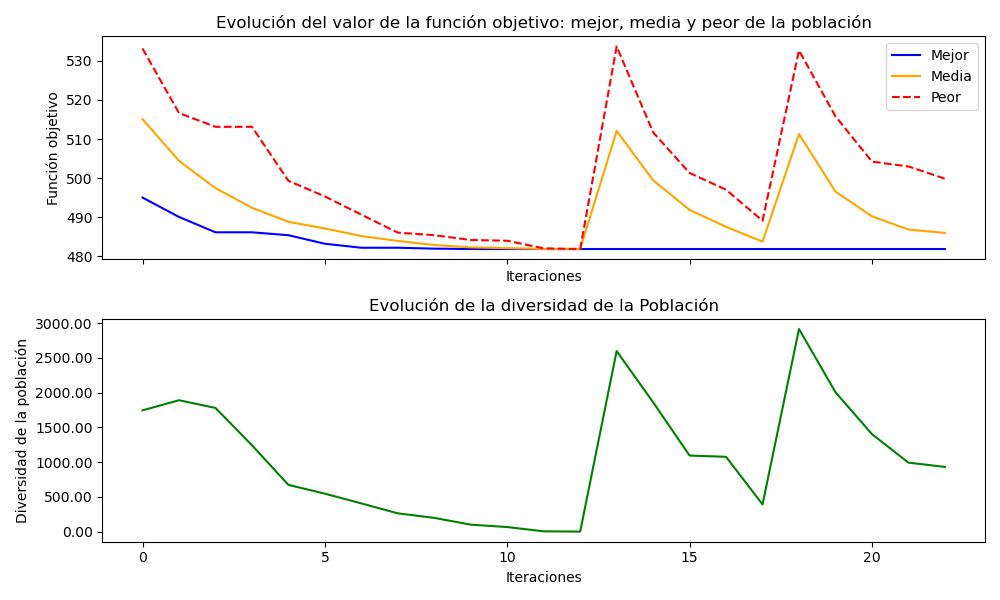 Evolución del valor de la función objetivo: mejor, media y peor de la población
Función objetivo
530
520
510
500
490
480
Mejor
Media
Peor
Iteraciones
Evolución de la diversidad de la Población
Diversidad de la población
3000.00
2500.00
2000.00
1500.00
1000.00
500.00
0.00
0 5 10 15 20
Iteraciones